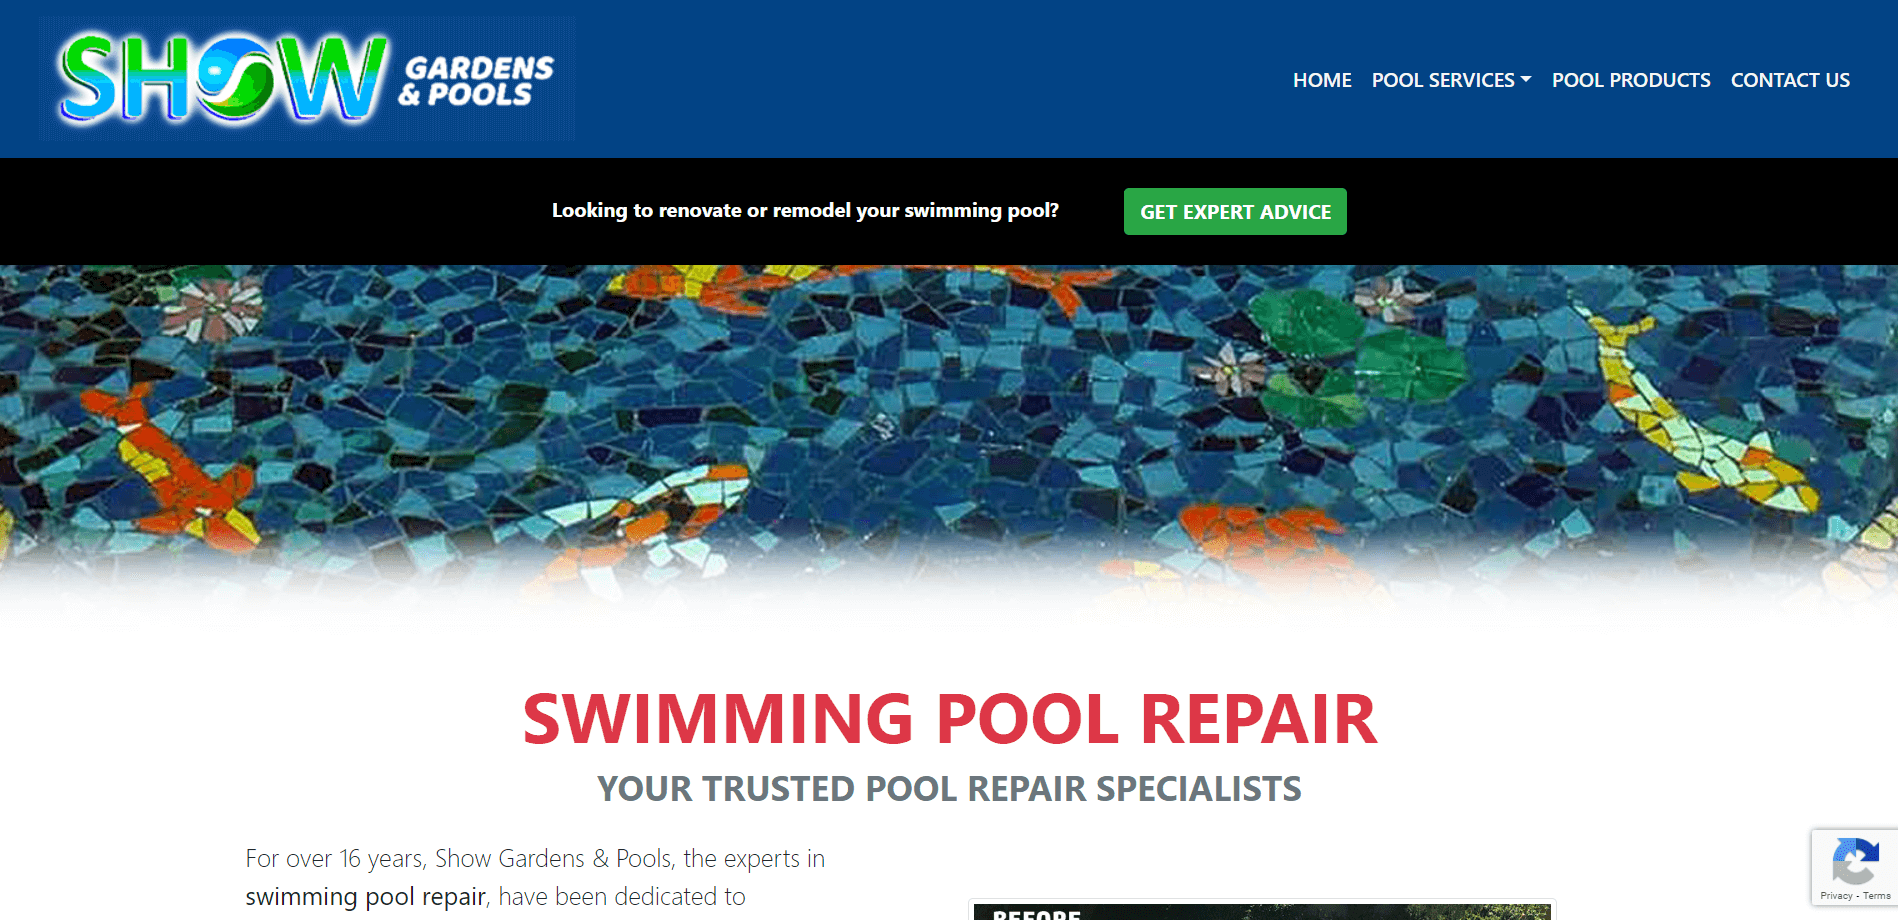 SHOW GARDENS
& POOLS
HOME POOL SERVICES POOL PRODUCTS CONTACT US
Looking to renovate or remodel your swimming pool? GET EXPERT ADVICE
SWIMMING POOL REPAIR
YOUR TRUSTED POOL REPAIR SPECIALISTS
For over 16 years, Show Gardens & Pools, the experts in
swimming pool repair, have been dedicated to
BEFORE
Privacy - Terms